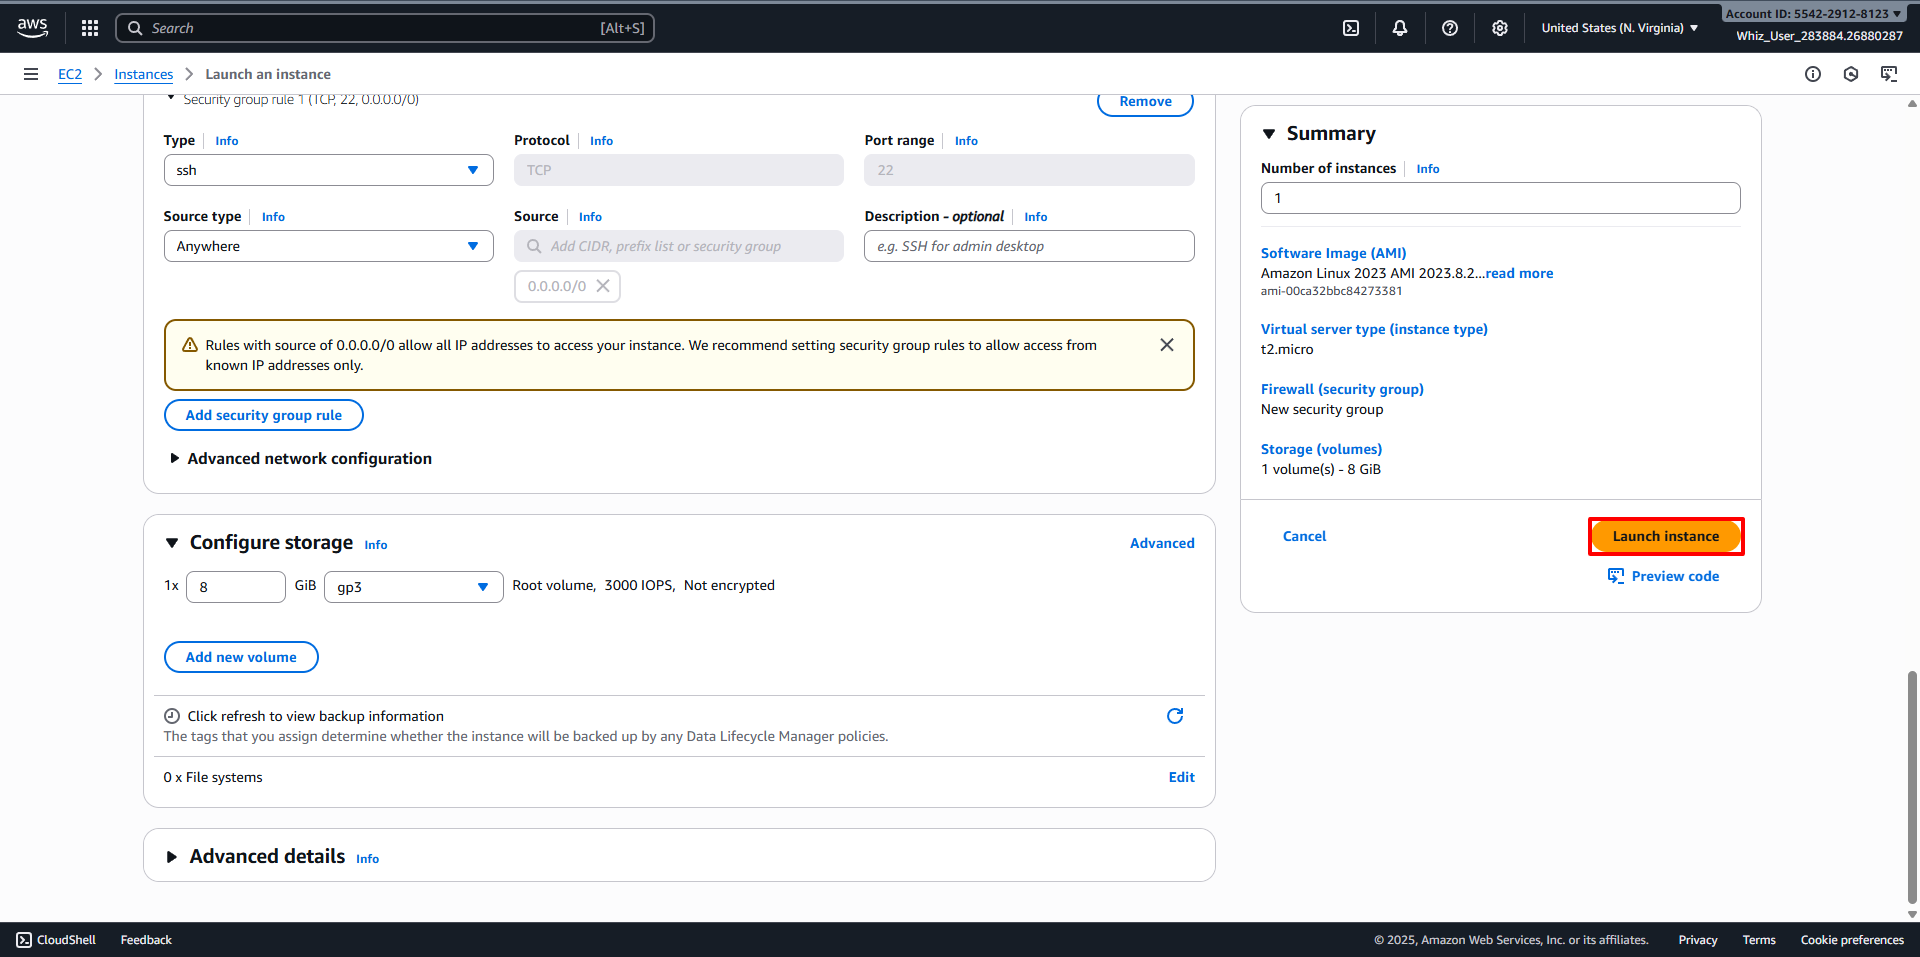 aws
Search [Alt+S]
United States (N. Virginia)
Account ID: 5542-2912-8123
Whiz_User_283884.26880287
EC2 Instances Launch an instance
Security group rule 1 (TCP, 22, 0.0.0.0/0)
Remove
Type Info Protocol Info Port range Info
ssh TCP 22
Source type Info Source Info Description - optional Info
Anywhere Add CIDR, prefix list or security group e.g. SSH for admin desktop
0.0.0.0/0
Rules with source of 0.0.0.0/0 allow all IP addresses to access your instance. We recommend setting security group rules to allow access from
known IP addresses only.
Add security group rule
Advanced network configuration
Configure storage Info Advanced
1x 8 GiB gp3 Root volume, 3000 IOPS, Not encrypted
Add new volume
Click refresh to view backup information
The tags that you assign determine whether the instance will be backed up by any Data Lifecycle Manager policies.
0 x File systems Edit
Advanced details Info
Summary
Number of instances Info
1
Software Image (AMI)
Amazon Linux 2023 AMI 2023.8.2...read more
ami-00ca32bbc84273381
Virtual server type (instance type)
t2.micro
Firewall (security group)
New security group
Storage (volumes)
1 volume(s) - 8 GiB
Cancel Launch instance
Preview code
CloudShell Feedback © 2025, Amazon Web Services, Inc. or its affiliates. Privacy Terms Cookie preferences